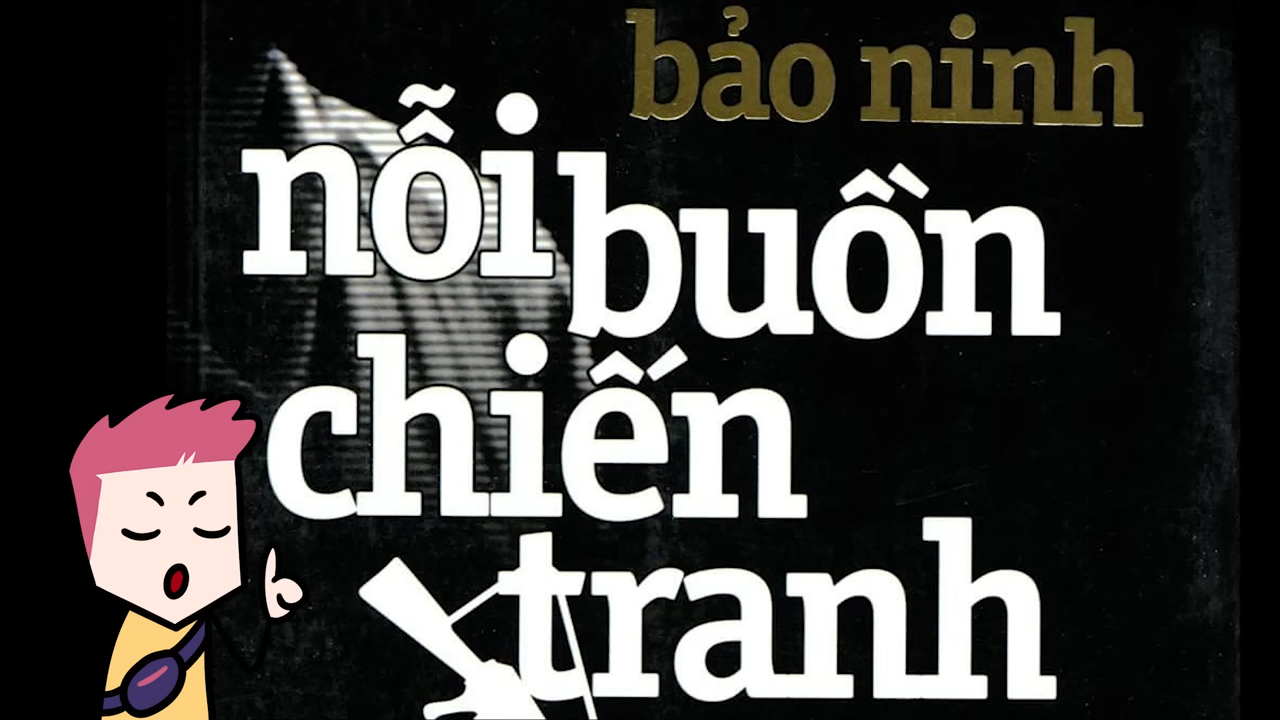 bảo ninh
nỗi buồn
chiến
tranh